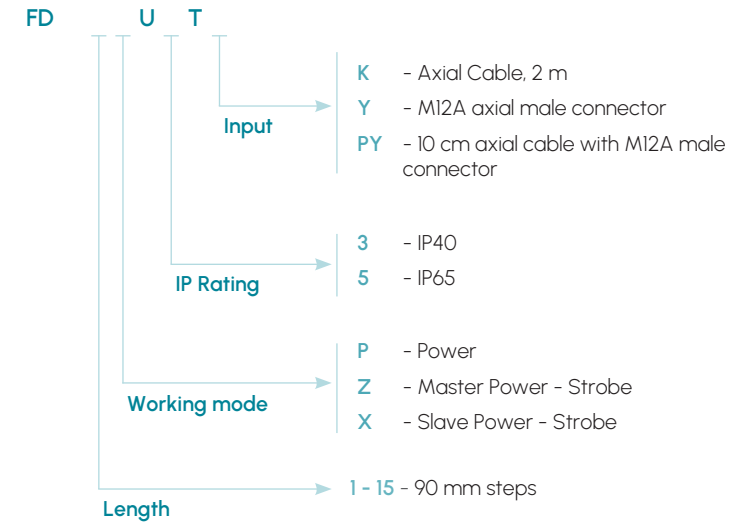 FD U T
K - Axial Cable, 2 m
Y - M12A axial male connector
Input
PY - 10 cm axial cable with M12A male
connector
3 - IP40
5 - IP65
IP Rating
P - Power
Z - Master Power - Strobe
Working mode
X - Slave Power - Strobe
1 - 15 - 90 mm steps
Length